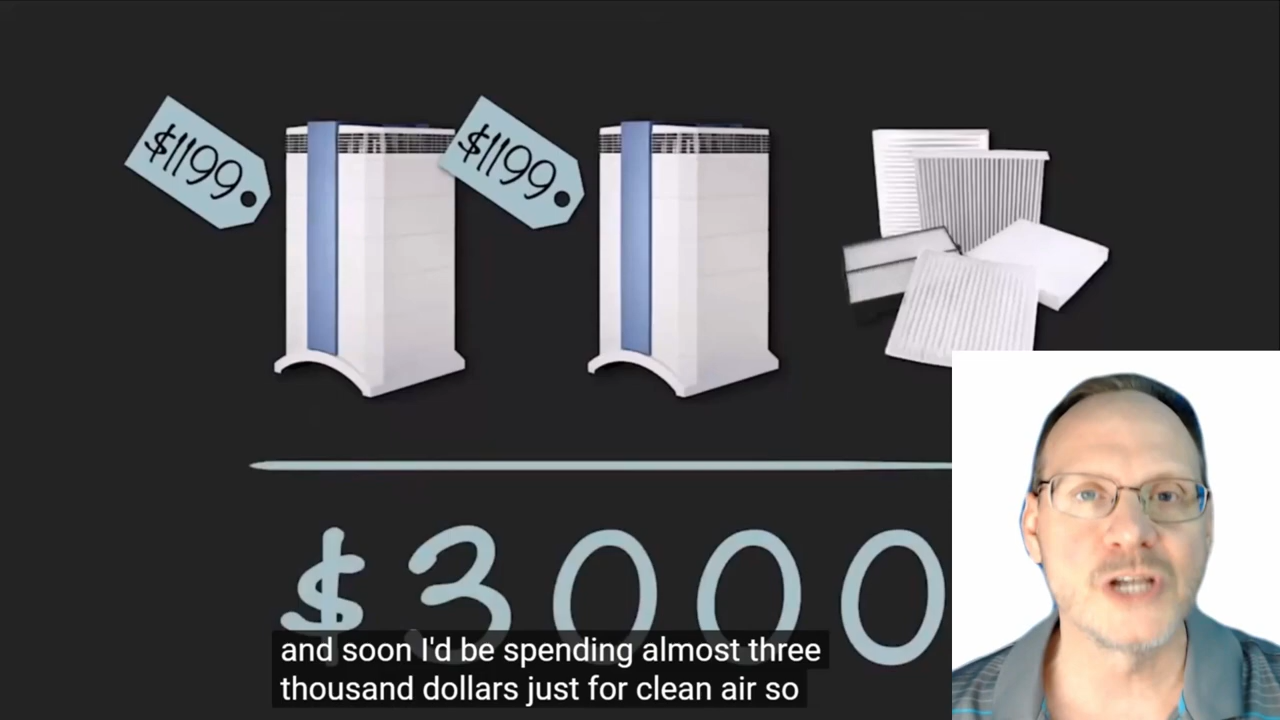 $1199
$1199
$3000
and soon I'd be spending almost three
thousand dollars just for clean air so